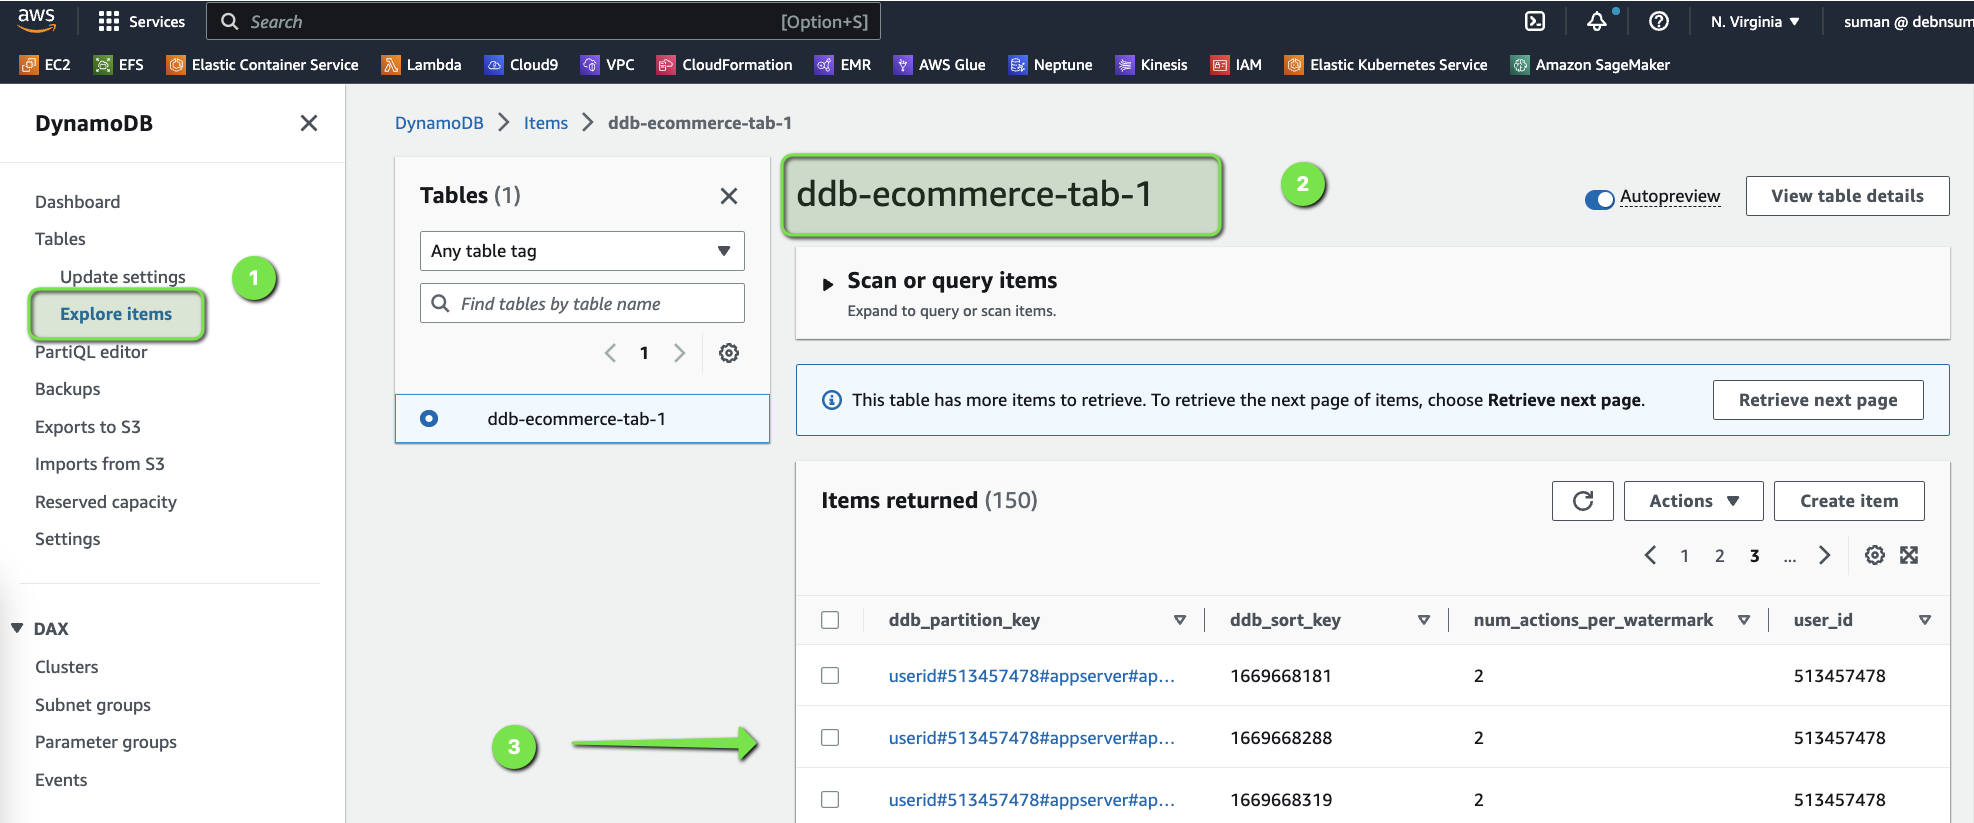 aws Services Search [Option+S] N. Virginia ▼ suman @ debnsum
EC2 EFS Elastic Container Service Lambda Cloud9 VPC CloudFormation EMR AWS Glue Neptune Kinesis IAM Elastic Kubernetes Service Amazon SageMaker
DynamoDB
Dashboard
Tables
Update settings
1
Explore items
PartiQL editor
Backups
Exports to S3
Imports from S3
Reserved capacity
Settings
DAX
Clusters
Subnet groups
Parameter groups
Events
DynamoDB > Items > ddb-ecommerce-tab-1
Tables (1)
Any table tag
Find tables by table name
1
ddb-ecommerce-tab-1
ddb-ecommerce-tab-1
2
Autopreview
View table details
Scan or query items
Expand to query or scan items.
This table has more items to retrieve. To retrieve the next page of items, choose Retrieve next page.
Retrieve next page
Items returned (150)
Actions
Create item
1 2 3 ...
ddb_partition_key ddb_sort_key num_actions_per_watermark user_id
userid#513457478#appserver#ap... 1669668181 2 513457478
3
userid#513457478#appserver#ap... 1669668288 2 513457478
userid#513457478#appserver#ap... 1669668319 2 513457478